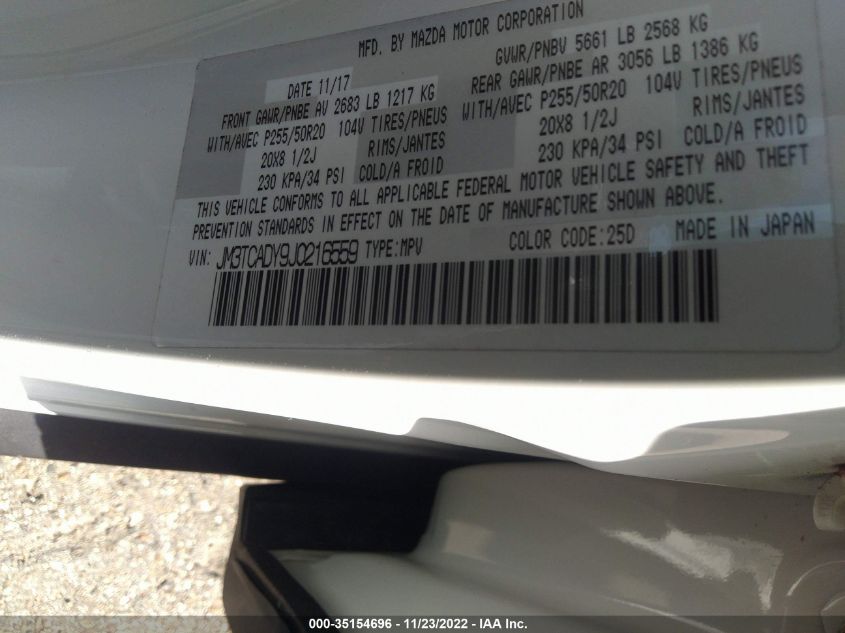 MFD. BY MAZDA MOTOR CORPORATION
DATE 11/17 GVWR/PNBV 5661 LB 2568 KG
FRONT GAWR/PNBE AV 2683 LB 1217 KG REAR GAWR/PNBE AR 3056 LB 1386 KG
WITH/AVEC P255/50R20 104V TIRES/PNEUS WITH/AVEC P255/50R20 104V TIRES/PNEUS
20X8 1/2J RIMS/JANTES 20X8 1/2J RIMS/JANTES
230 KPA/34 PSI COLD/A FROID 230 KPA/34 PSI COLD/A FROID
THIS VEHICLE CONFORMS TO ALL APPLICABLE FEDERAL MOTOR VEHICLE SAFETY AND THEFT
PREVENTION STANDARDS IN EFFECT ON THE DATE OF MANUFACTURE SHOWN ABOVE.
VIN: JM3TCADY9J0216559 TYPE:MPV COLOR CODE:25D MADE IN JAPAN
000-35154696 - 11/23/2022 - IAA Inc.